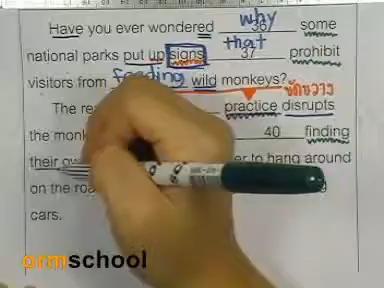 Have you ever wondered why 36 some
national parks put up signs that 37 prohibit
visitors from feeding wild monkeys?
ขัดขวาง
The re practice disrupts
the monk 40 finding
their ow er to hang around
on the roa
cars.
ormschool